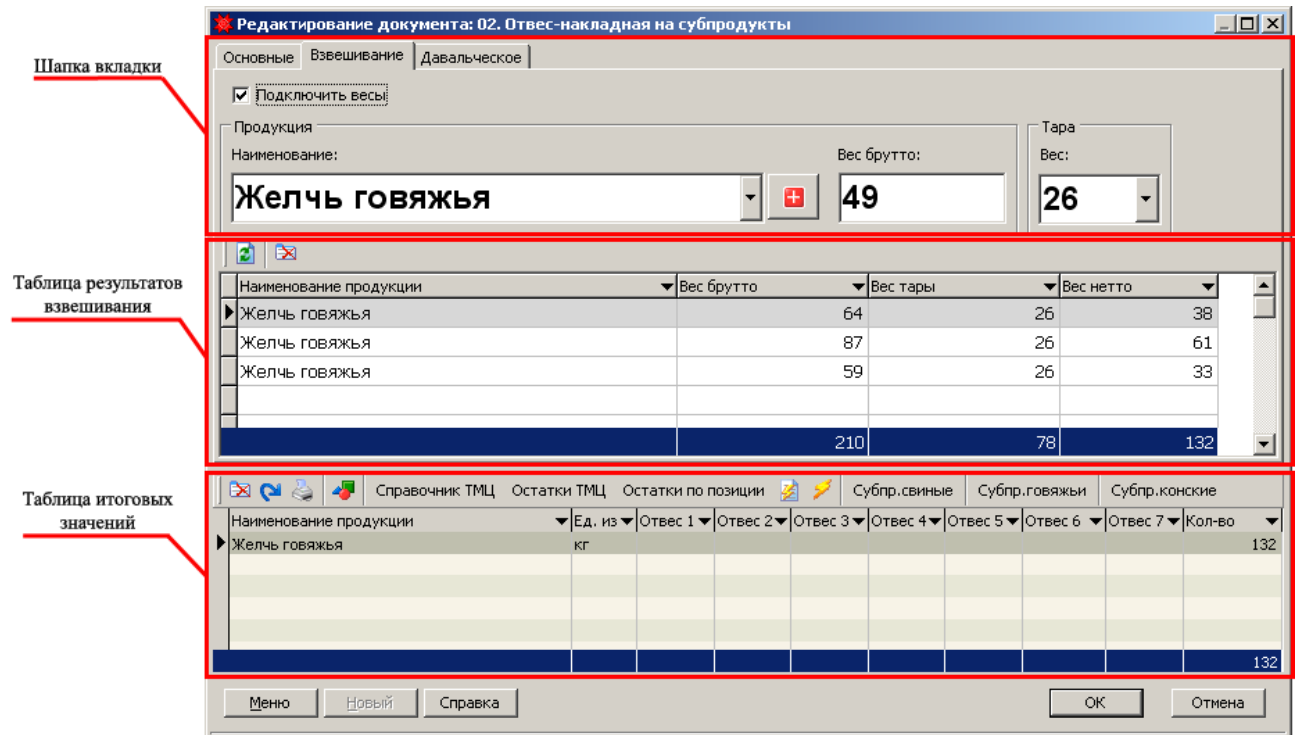 Редактирование документа: 02. Отвес-накладная на субпродукты
Шапка вкладки
Основные Взвешивание Давальческое
Подключить весы
Продукция Тара
Наименование: Вес брутто: Вес:
Желчь говяжья 49 26
Таблица результатов
взвешивания
Наименование продукции Вес брутто Вес тары Вес нетто
Желчь говяжья 64 26 38
Желчь говяжья 87 26 61
Желчь говяжья 59 26 33
210 78 132
Таблица итоговых
значений
Справочник ТМЦ Остатки ТМЦ Остатки по позиции Субпр.свиные Субпр.говяжьи Субпр.конские
Наименование продукции Ед. из Отвес 1 Отвес 2 Отвес 3 Отвес 4 Отвес 5 Отвес 6 Отвес 7 Кол-во
Желчь говяжья кг 132
132
Меню Новый Справка ОК Отмена